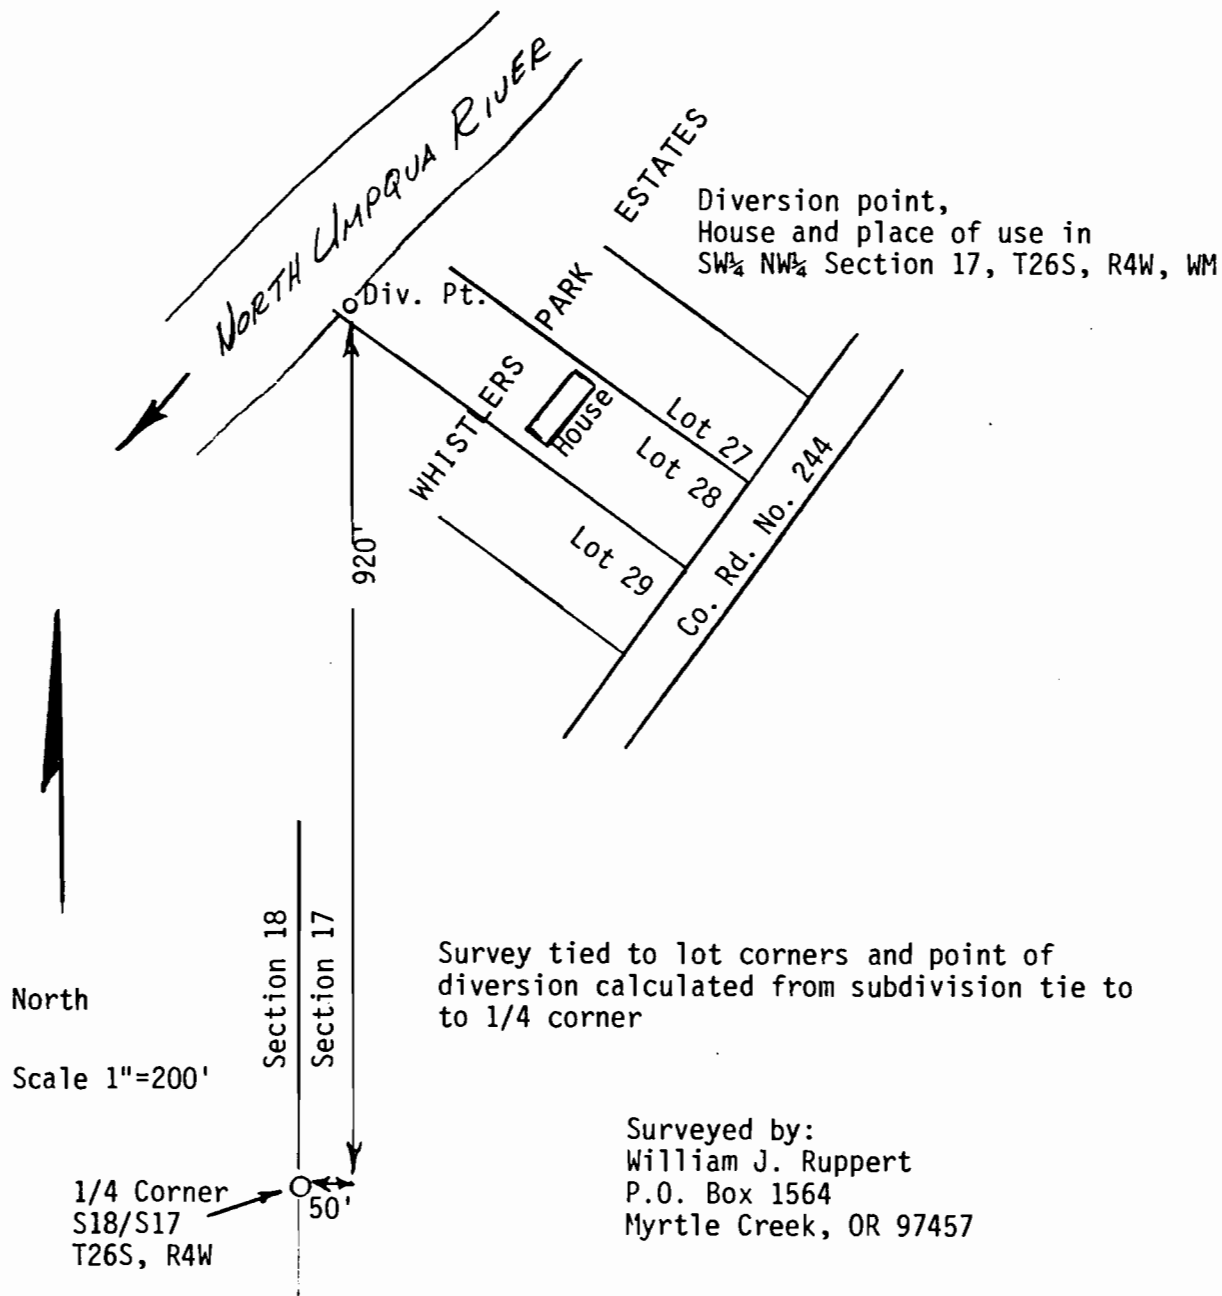 NORTH UMPQUA RIVER
WHISTLERS PARK ESTATES
Diversion point,
House and place of use in
SW¼ NW¼ Section 17, T26S, R4W, WM
Div. Pt.
House
Lot 27
Lot 28
Lot 29
Co. Rd. No. 244
920'
Section 18
Section 17
North
Scale 1"=200'
Survey tied to lot corners and point of
diversion calculated from subdivision tie to
to 1/4 corner
1/4 Corner
S18/S17
T26S, R4W
50'
Surveyed by:
William J. Ruppert
P.O. Box 1564
Myrtle Creek, OR 97457